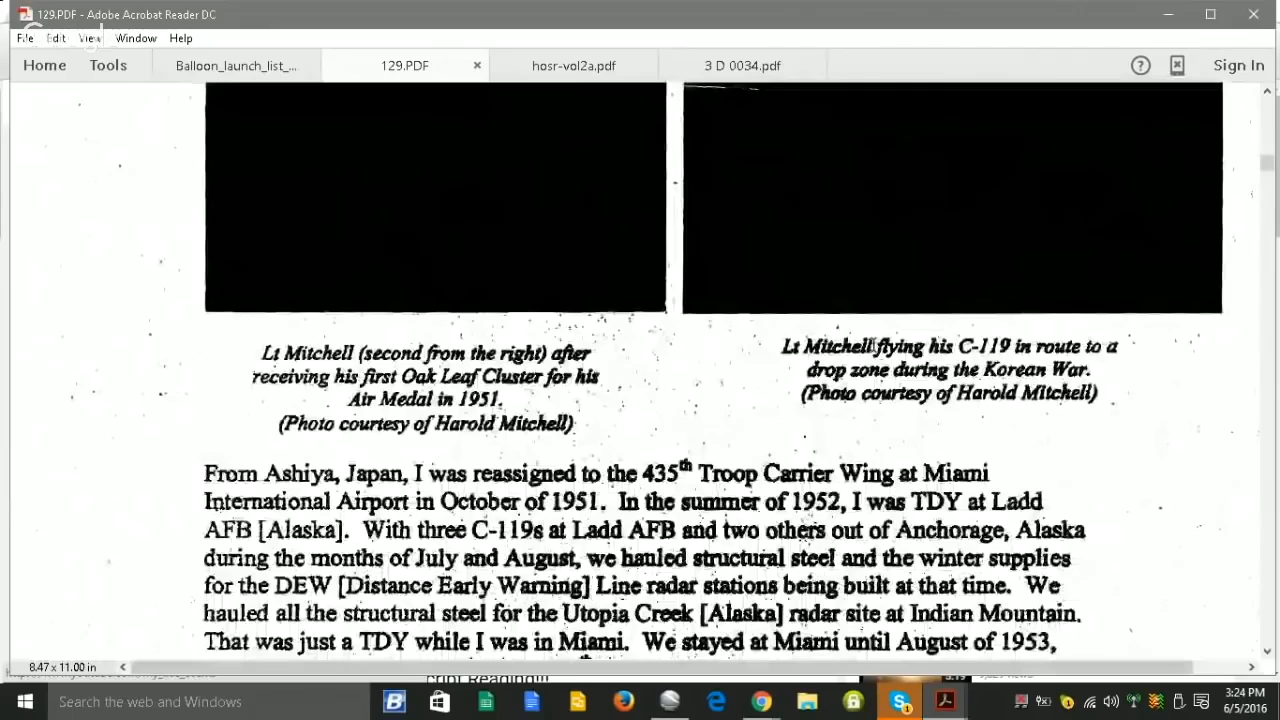 129.PDF - Adobe Acrobat Reader DC
Google
File Edit View Window Help
Home Tools Balloon_launch_list_... 129.PDF × hosr-vol2a.pdf 3 D 0034.pdf Sign In
Lt Mitchell (second from the right) after
receiving his first Oak Leaf Cluster for his
Air Medal in 1951.
(Photo courtesy of Harold Mitchell)
Lt Mitchell flying his C-119 in route to a
drop zone during the Korean War.
(Photo courtesy of Harold Mitchell)
From Ashiya, Japan, I was reassigned to the 435th Troop Carrier Wing at Miami
International Airport in October of 1951. In the summer of 1952, I was TDY at Ladd
AFB [Alaska]. With three C-119s at Ladd AFB and two others out of Anchorage, Alaska
during the months of July and August, we hauled structural steel and the winter supplies
for the DEW [Distance Early Warning] Line radar stations being built at that time. We
hauled all the structural steel for the Utopia Creek [Alaska] radar site at Indian Mountain.
That was just a TDY while I was in Miami. We stayed at Miami until August of 1953,
8.47 x 11.00 in
Search the web and Windows
3:24 PM
6/5/2016